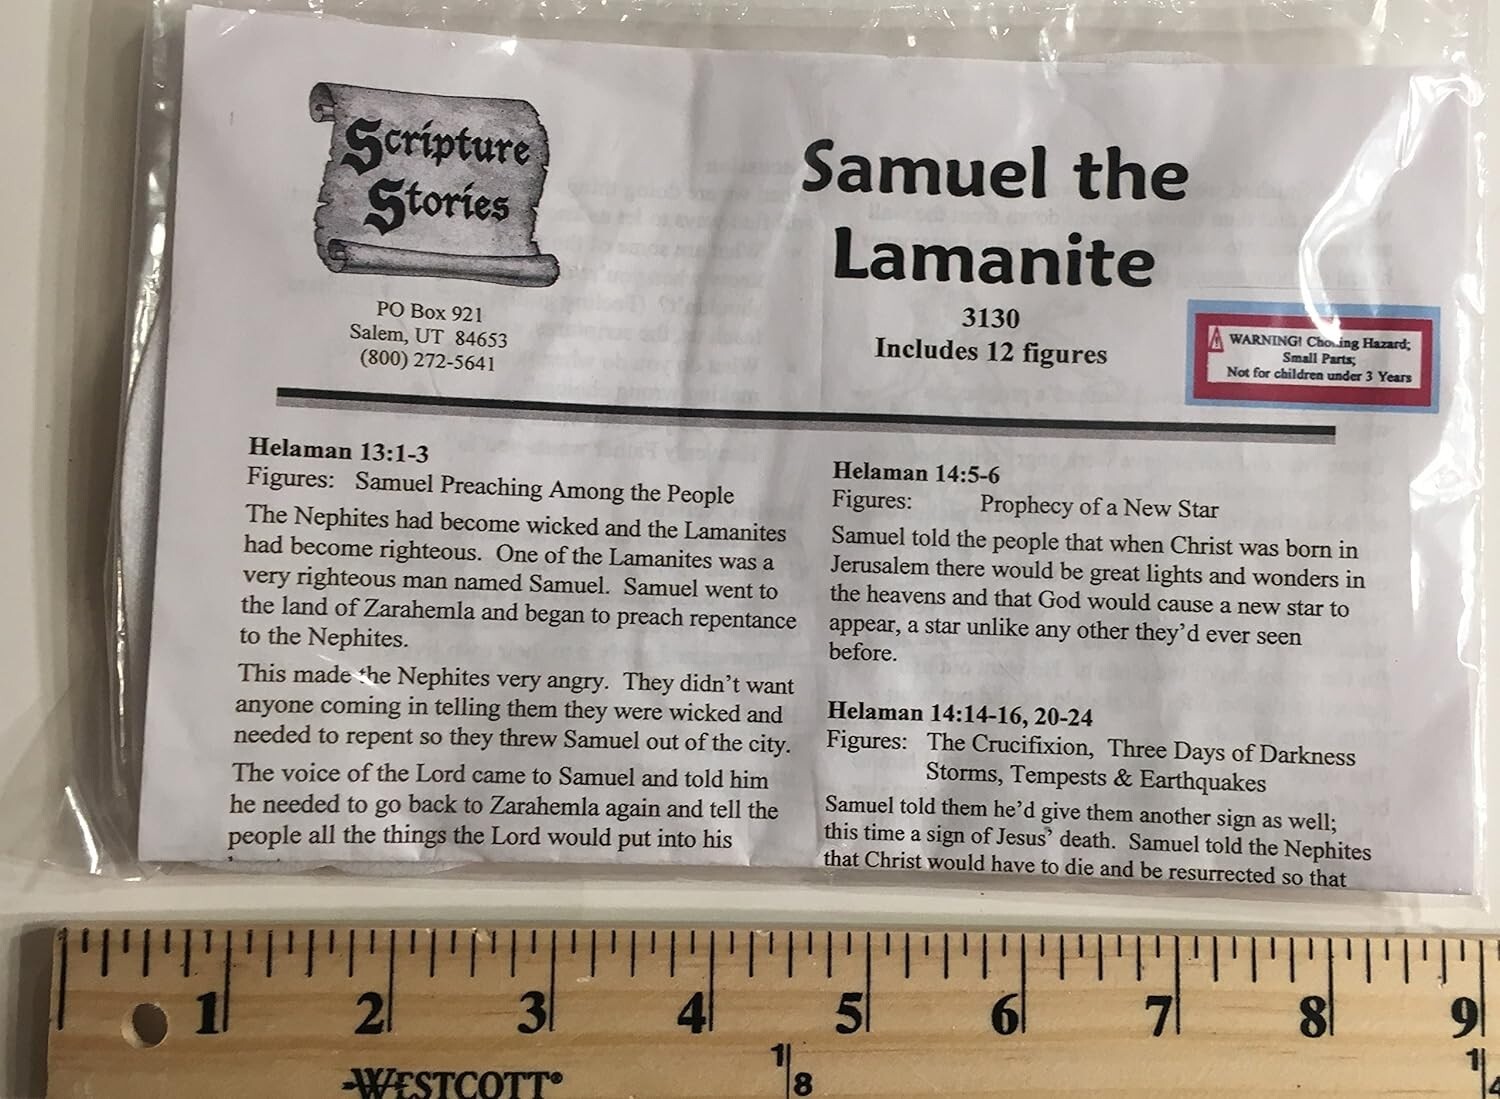 Scripture
Stories
PO Box 921
Salem, UT 84653
(800) 272-5641
Samuel the
Lamanite
3130
Includes 12 figures
WARNING! Choking Hazard;
Small Parts;
Not for children under 3 Years
Helaman 13:1-3
Figures: Samuel Preaching Among the People
The Nephites had become wicked and the Lamanites
had become righteous. One of the Lamanites was a
very righteous man named Samuel. Samuel went to
the land of Zarahemla and began to preach repentance
to the Nephites.
This made the Nephites very angry. They didn't want
anyone coming in telling them they were wicked and
needed to repent so they threw Samuel out of the city.
The voice of the Lord came to Samuel and told him
he needed to go back to Zarahemla again and tell the
people all the things the Lord would put into his
Helaman 14:5-6
Figures: Prophecy of a New Star
Samuel told the people that when Christ was born in
Jerusalem there would be great lights and wonders in
the heavens and that God would cause a new star to
appear, a star unlike any other they'd ever seen
before.
Helaman 14:14-16, 20-24
Figures: The Crucifixion, Three Days of Darkness
Storms, Tempests & Earthquakes
Samuel told them he'd give them another sign as well;
this time a sign of Jesus' death. Samuel told the Nephites
that Christ would have to die and be resurrected so that
1 2 3 4 5 6 7 8 9
WESTCOTT®
1/8
1/4